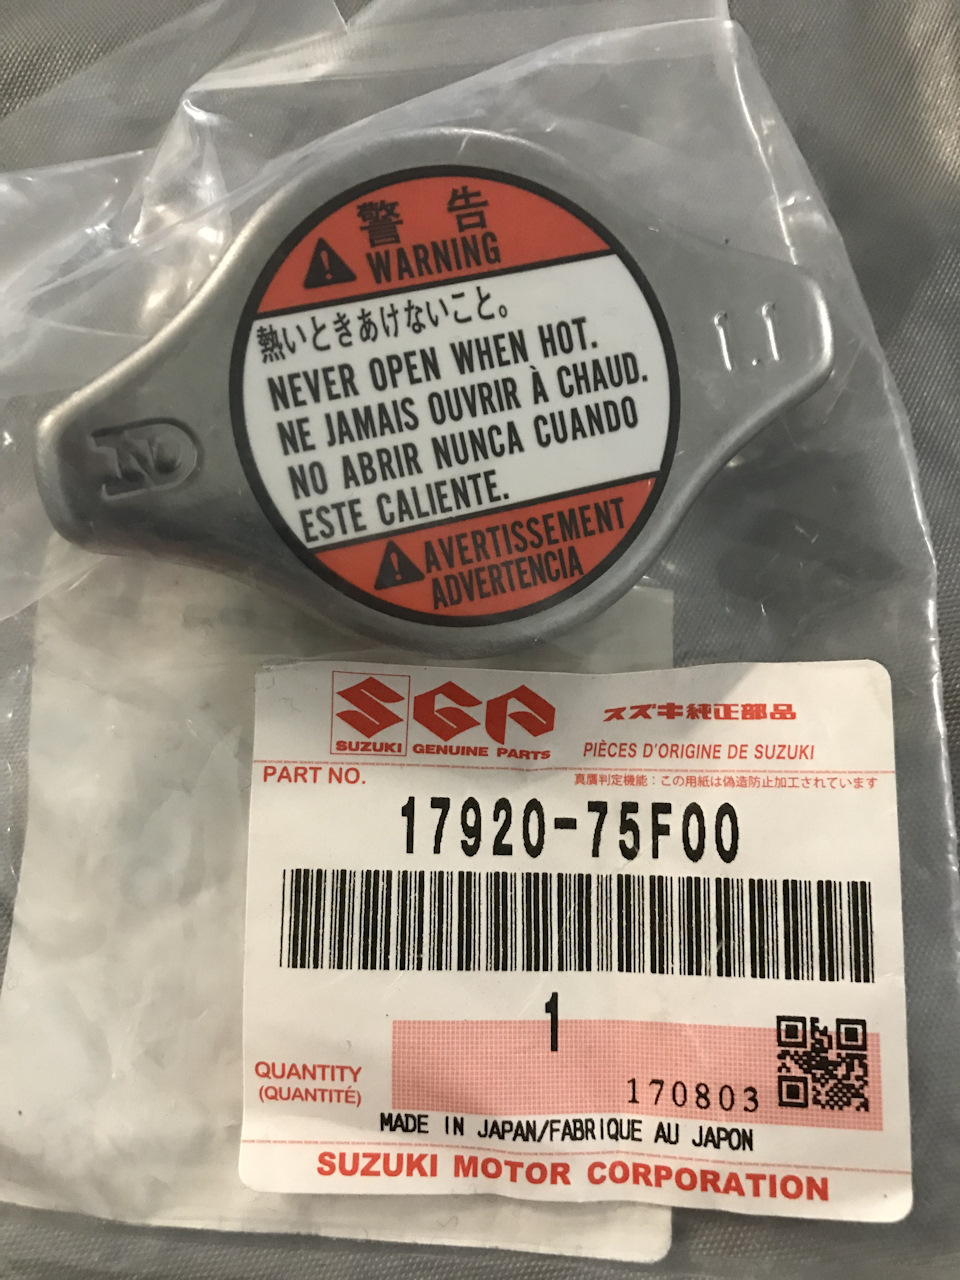 警告
WARNING
熱いときあけないこと。
NEVER OPEN WHEN HOT.
NE JAMAIS OUVRIR À CHAUD.
NO ABRIR NUNCA CUANDO
ESTE CALIENTE.
AVERTISSEMENT
ADVERTENCIA
1.1
ND
SGP
スズキ純正部品
SUZUKI GENUINE PARTS
PIÈCES D'ORIGINE DE SUZUKI
PART NO.
真贋判定機能：この用紙は偽造防止加工されています
17920-75F00
1
QUANTITY
(QUANTITÉ)
170803
MADE IN JAPAN/FABRIQUE AU JAPON
SUZUKI MOTOR CORPORATION